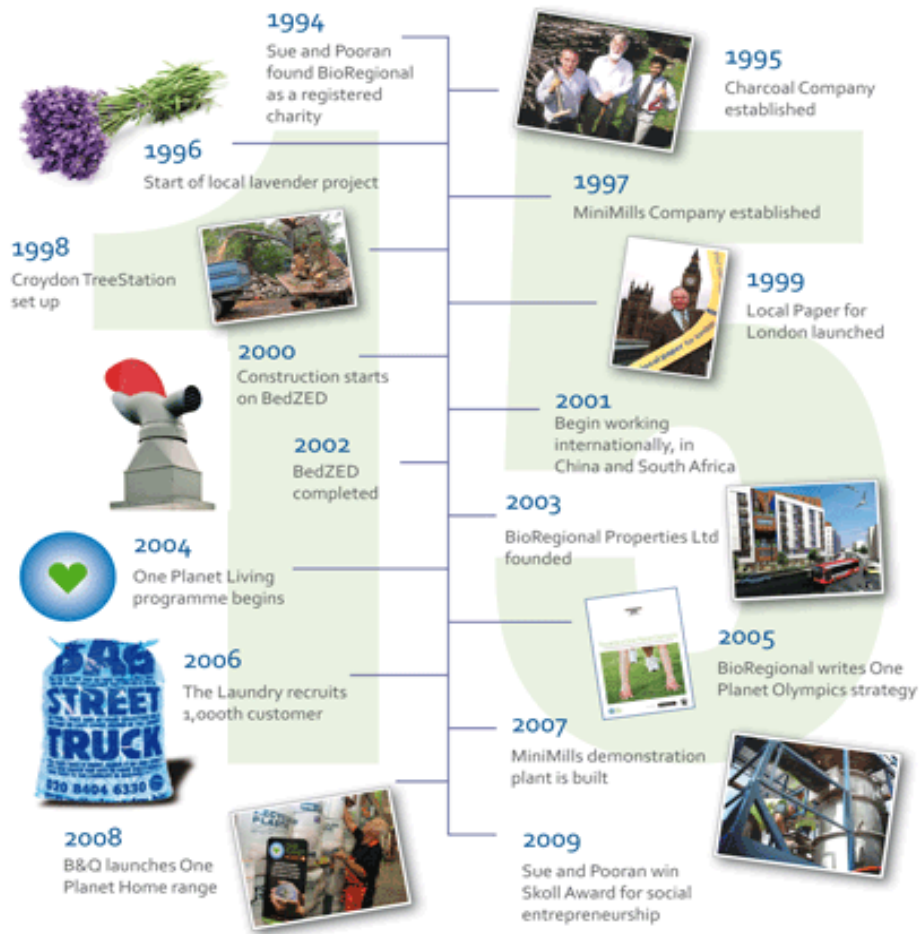 1994
Sue and Pooran
found BioRegional
as a registered
charity
1995
Charcoal Company
established
1996
Start of local lavender project
1997
MiniMills Company established
1998
Croydon TreeStation
set up
1999
Local Paper for
London launched
2000
Construction starts
on BedZED
2001
Begin working
internationally, in
China and South Africa
2002
BedZED
completed
2003
BioRegional Properties Ltd
founded
2004
One Planet Living
programme begins
2005
BioRegional writes One
Planet Olympics strategy
2006
The Laundry recruits
1,000th customer
STREET
TRUCK
020 8404 6330
2007
MiniMills demonstration
plant is built
2008
B&Q launches One
Planet Home range
2009
Sue and Pooran win
Skoll Award for social
entrepreneurship
15